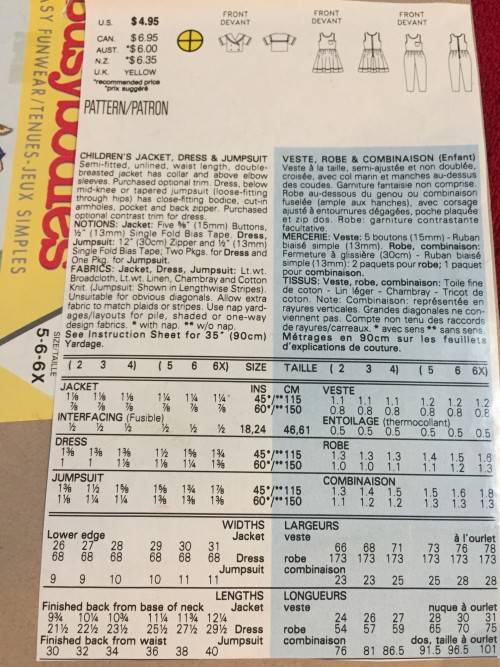 busybodies
SY FUNWEAR/TENUES-JEUX SIMPLES
SIZE/TAILLE
5-6-6X
U.S. $4.95
CAN. $6.95
AUST. *$6.00
N.Z. *$6.35
U.K. YELLOW
*recommended price
*prix suggéré
FRONT
DEVANT
FRONT
DEVANT
FRONT
DEVANT
PATTERN/PATRON
CHILDREN'S JACKET, DRESS & JUMPSUIT
Semi-fitted, unlined, waist length, double-
breasted jacket has collar and above elbow
sleeves. Purchased optional trim. Dress, below
mid-knee or tapered jumpsuit (loose-fitting
through hips) has close-fitting bodice, cut-in
armholes, pocket and back zipper. Purchased
optional contrast trim for dress.
NOTIONS: Jacket: Five ⅝" (15mm) Buttons,
½" (13mm) Single Fold Bias Tape. Dress,
Jumpsuit: 12" (30cm) Zipper and ½" (13mm)
Single Fold Bias Tape; Two Pkgs. for Dress and
One Pkg. for Jumpsuit.
FABRICS: Jacket, Dress, Jumpsuit: Lt.wt.
Broadcloth, Lt.wt. Linen, Chambray and Cotton
Knit (Jumpsuit: Shown in Lengthwise Stripes).
Unsuitable for obvious diagonals. Allow extra
fabric to match plaids or stripes. Use nap yard-
ages/layouts for pile, shaded or one-way
design fabrics. * with nap. ** w/o nap.
See Instruction Sheet for 35" (90cm)
Yardage.
VESTE, ROBE & COMBINAISON (Enfant)
Veste à la taille, semi-ajustée et non doublée,
croisée, avec col marin et manches au-dessus
des coudes. Garniture fantaisie non comprise.
Robe au-dessous du genou ou combinaison
fuselée (ample aux hanches), avec corsage
ajusté à entournures dégagées, poche plaquée
et zip dos. Robe: garniture contrastante
facultative.
MERCERIE: Veste: 5 boutons (15mm) - Ruban
biaisé simple (13mm). Robe, combinaison:
Fermeture à glissière (30cm) - Ruban biaisé
simple (13mm): 2 paquets pour robe; 1 paquet
pour combinaison.
TISSUS: Veste, robe, combinaison: Toile fine
de coton - Lin léger - Chambray - Tricot de
coton. Note: Combinaison: représentée en
rayures verticales. Grandes diagonales ne con-
viennent pas. Compte non tenu des raccords
de rayures/carreaux. * avec sens ** sans sens.
Métrages en 90cm sur les feuillets
d'explications de couture.
( 2 3 4) ( 5 6 6X) SIZE TAILLE ( 2 3 4) ( 5 6 6X)
JACKET INS CM VESTE
1⅛ 1⅛ 1⅛ 1¼ 1¼ 1¼ 45*/**115 1.1 1.1 1.1 1.2 1.2 1.2
⅞ ⅞ ⅞ ⅞ ⅞ ⅞ 60*/**150 0.8 0.8 0.8 0.8 0.8 0.8
INTERFACING (Fusible) ENTOILAGE (thermocollant)
½ ½ ½ ½ ½ ½ 18,24 46,61 0.5 0.5 0.5 0.5 0.5 0.5
DRESS ROBE
1⅜ 1⅜ 1⅜ 1½ 1⅝ 1¾ 45*/**115 1.3 1.3 1.3 1.4 1.5 1.6
1 1 1⅛ 1⅛ 1¼ 1⅜ 60*/**150 1.0 1.0 1.1 1.1 1.2 1.3
JUMPSUIT COMBINAISON
1⅜ 1½ 1⅝ 1⅝ 1¾ 1⅞ 45*/**115 1.3 1.4 1.5 1.5 1.6 1.8
1⅛ 1¼ 1¼ 1⅜ 1⅜ 1⅜ 60*/**150 1.1 1.2 1.2 1.3 1.3 1.3
WIDTHS LARGEURS
Lower edge Jacket veste à l'ourlet
26 27 28 29 30 31 66 68 71 73 76 78
68 68 68 68 68 68 Dress robe 173 173 173 173 173 173
Jumpsuit combinaison
9 9 10 10 11 11 23 23 25 25 28 28
LENGTHS LONGUEURS
Finished back from base of neck Jacket veste nuque à ourlet
9¾ 10¼ 10¾ 11¼ 11¾ 12¼ 24 26 27 28 30 31
21½ 22½ 23½ 25½ 27½ 29½ Dress robe 54 57 59 65 70 75
Finished back from waist Jumpsuit combinaison dos, taille à ourlet
30 32 34 36 38 40 76 81 86.5 91.5 96.5 101